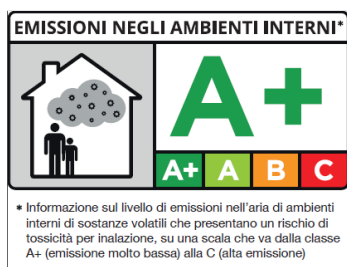 EMISSIONI NEGLI AMBIENTI INTERNI*
A+
A+ A B C
* Informazione sul livello di emissioni nell'aria di ambienti
interni di sostanze volatili che presentano un rischio di
tossicità per inalazione, su una scala che va dalla classe
A+ (emissione molto bassa) alla C (alta emissione)